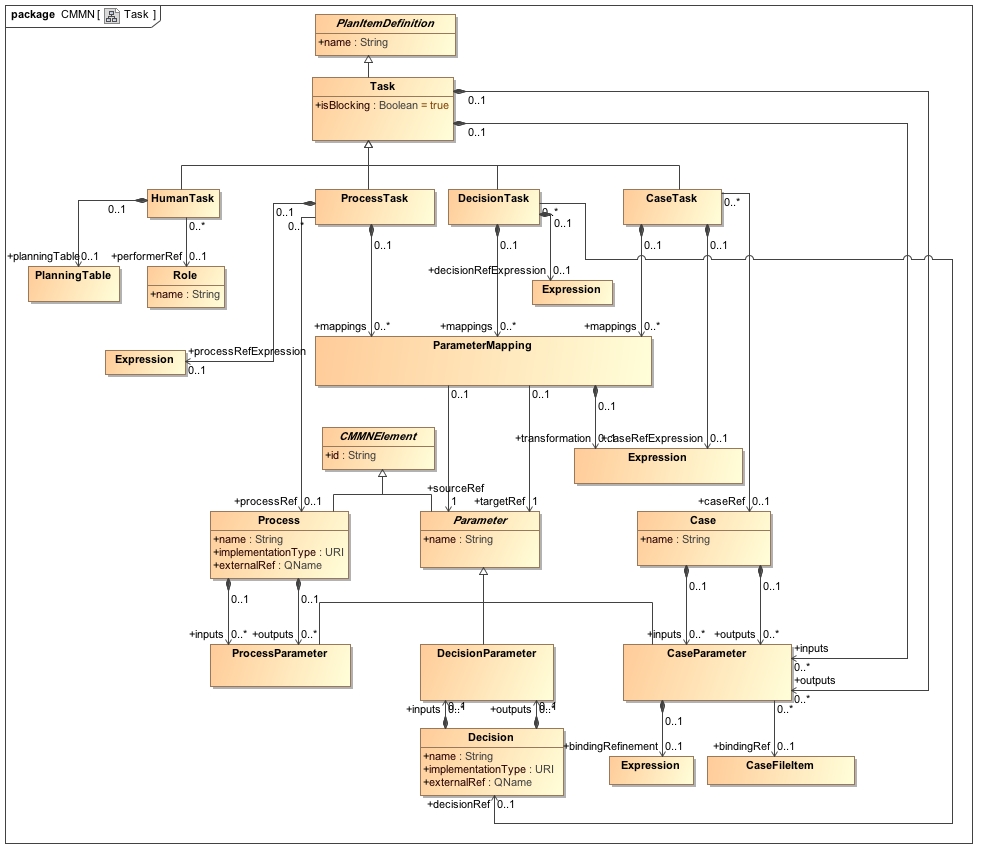 package CMMN [ Task ]
PlanItemDefinition
+name : String
Task
+isBlocking : Boolean = true
0..1
0..1
HumanTask
ProcessTask
DecisionTask
CaseTask
0..1
0..*
0..1
0..*
0..1
0..*
0..1
0..1
0..*
0..1
0..1
+planningTable 0..1
+performerRef 0..1
+decisionRefExpression 0..1
PlanningTable
Role
+name : String
Expression
+mappings 0..*
+mappings 0..*
+mappings 0..*
ParameterMapping
Expression
+processRefExpression
0..1
0..1
0..1
0..1
CMMNElement
+id : String
+transformation 0..1
+caseRefExpression 0..1
Expression
+sourceRef
1
+processRef 0..1
+targetRef 1
+caseRef 0..1
Process
+name : String
+implementationType : URI
+externalRef : QName
Parameter
+name : String
Case
+name : String
0..1
0..1
0..1
0..1
+inputs 0..*
+outputs 0..*
+inputs 0..*
+outputs 0..*
ProcessParameter
DecisionParameter
CaseParameter
+inputs
0..*
+outputs
0..*
+inputs
+outputs
0..1
0..*
Decision
+name : String
+implementationType : URI
+externalRef : QName
+bindingRefinement 0..1
+bindingRef 0..1
Expression
CaseFileItem
+decisionRef 0..1